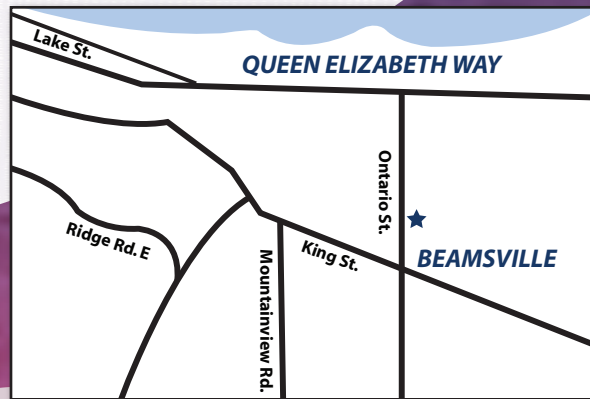 Lake St.
QUEEN ELIZABETH WAY
Ontario St.
Ridge Rd. E
Mountainview Rd.
King St.
BEAMSVILLE